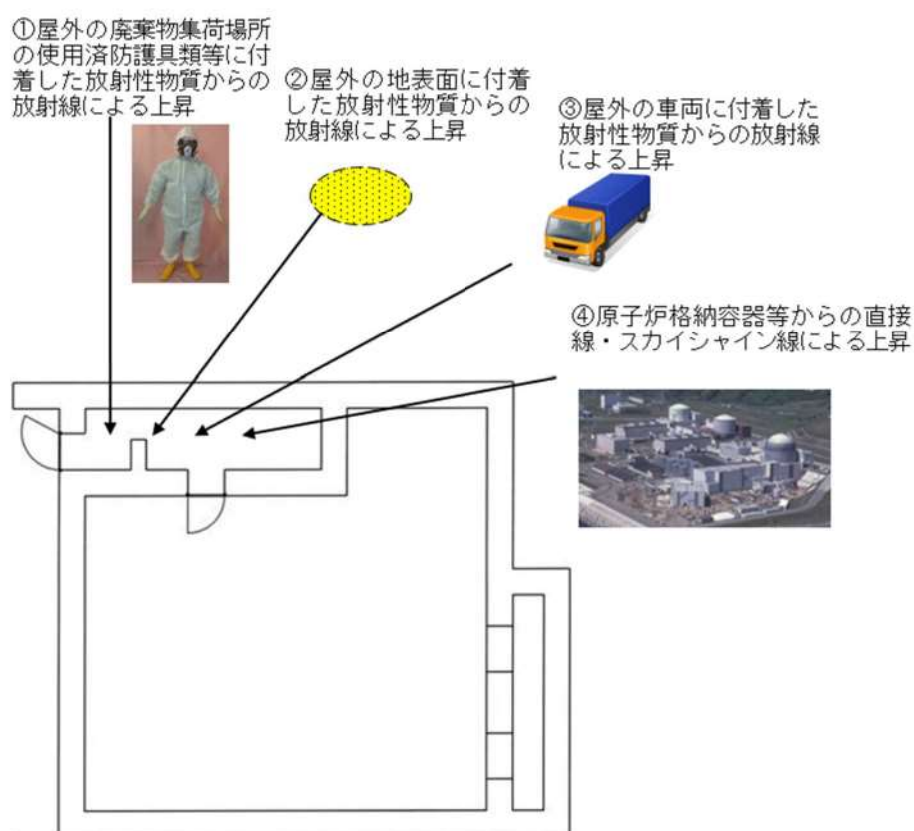 ①屋外の廃棄物集荷場所
の使用済防護具類等に付
着した放射性物質からの
放射線による上昇
②屋外の地表面に付着
した放射性物質からの
放射線による上昇
③屋外の車両に付着した
放射性物質からの放射線
による上昇
④原子炉格納容器等からの直接
線・スカイシャイン線による上昇